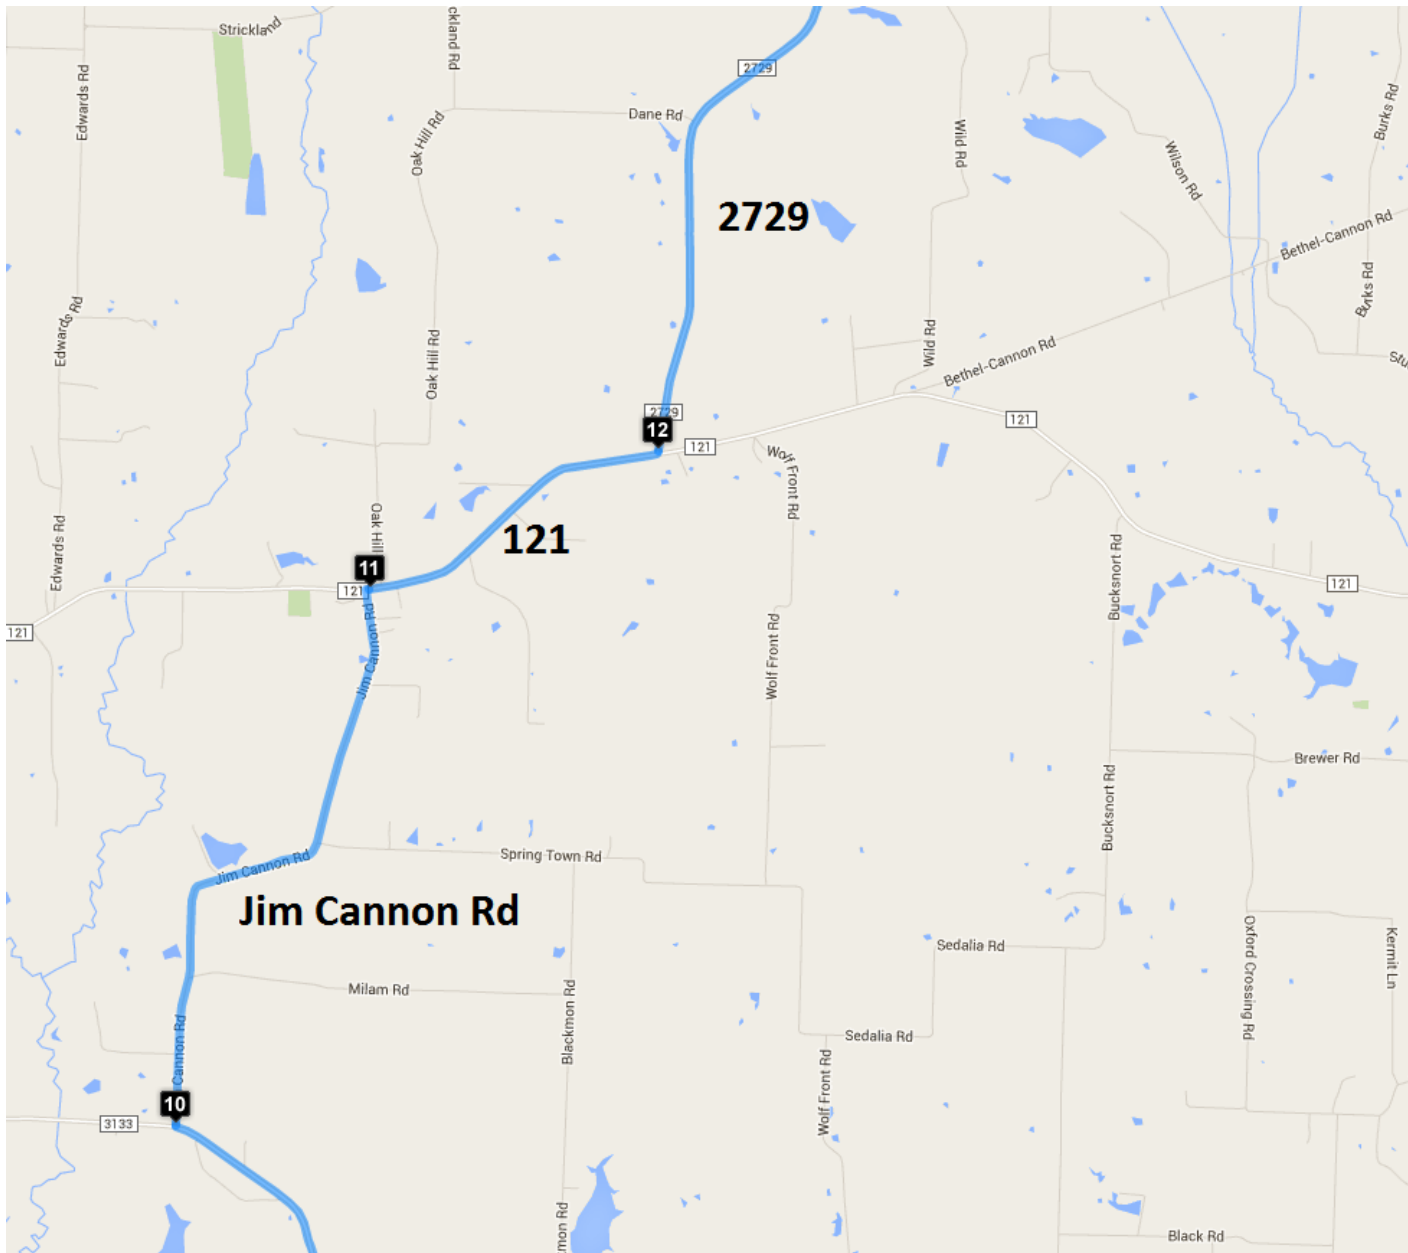 Strickland
ckland Rd
Edwards Rd
2729
Dane Rd
Oak Hill Rd
Wild Rd
Burks Rd
Wilson Rd
2729
Bethel-Cannon Rd
Edwards Rd
Oak Hill Rd
Wild Rd
Burks Rd
Bethel-Cannon Rd
Stu
2729
12
121
121
Wolf Front Rd
Oak Hill
121
Edwards Rd
Bucksnort Rd
11
121
121
121
Jim Cannon Rd
Wolf Front Rd
Brewer Rd
Bucksnort Rd
Jim Cannon Rd
Spring Town Rd
Jim Cannon Rd
Sedalia Rd
Oxford Crossing Rd
Kermit Ln
Milam Rd
Blackmon Rd
Sedalia Rd
Cannon Rd
Wolf Front Rd
10
3133
mon Rd
Black Rd